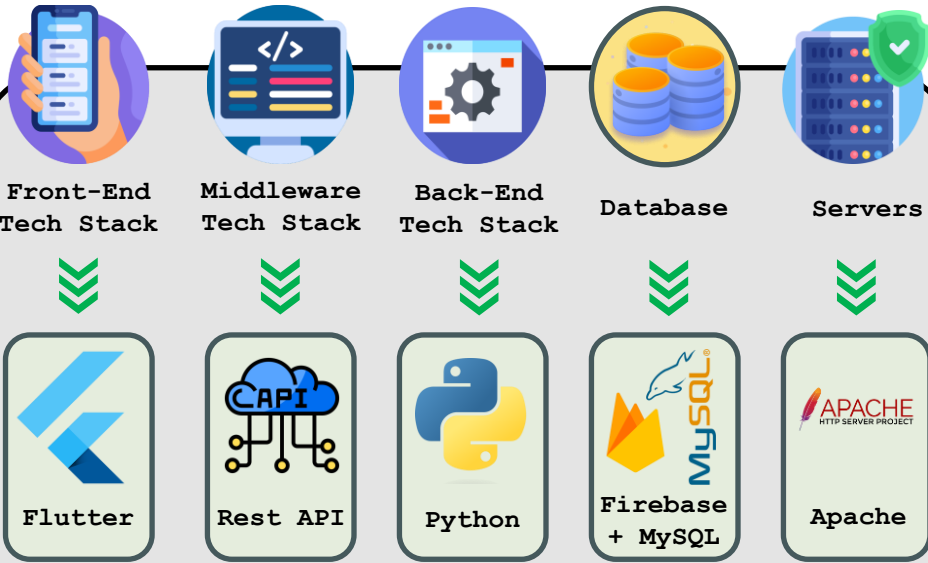 </>
Front-End
Tech Stack
Middleware
Tech Stack
Back-End
Tech Stack
Database
Servers
Flutter
API
Rest API
Python
MySQL®
Firebase
+ MySQL
APACHE
HTTP SERVER PROJECT
Apache